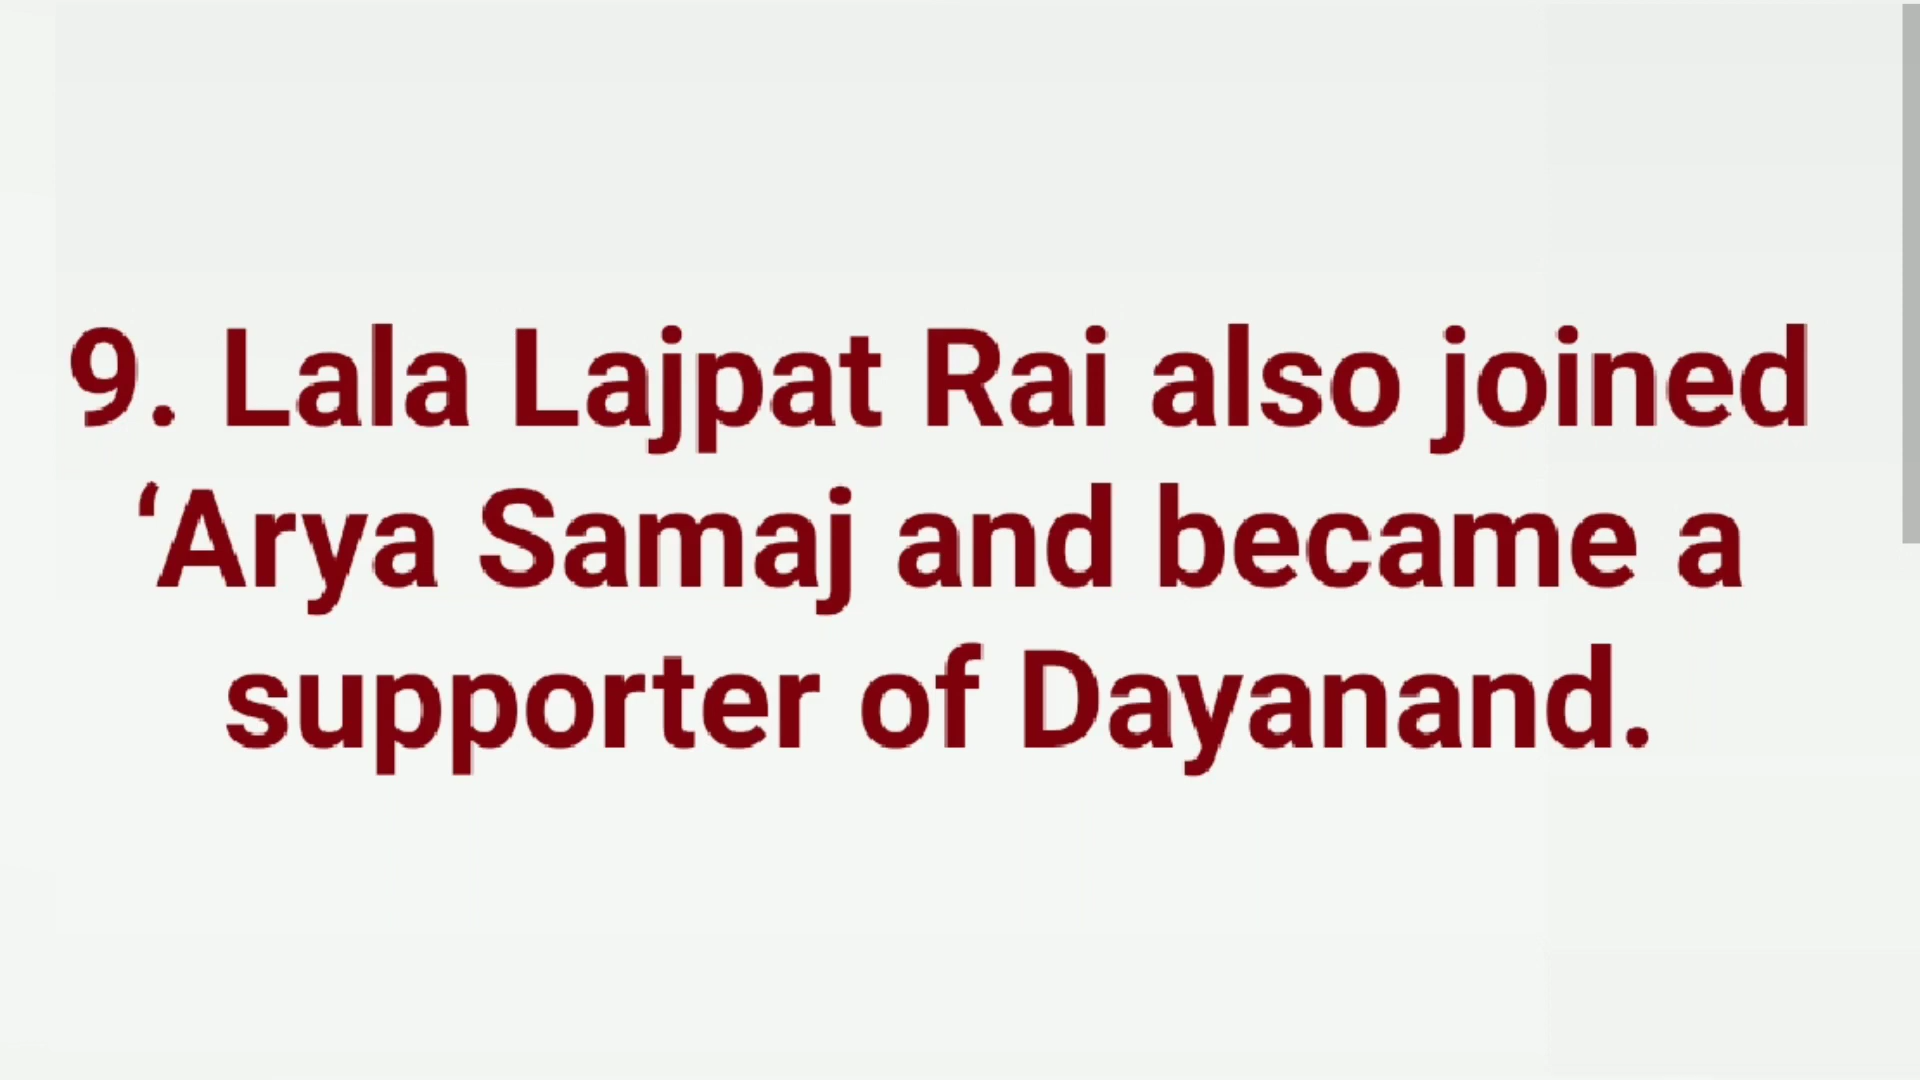 9. Lala Lajpat Rai also joined
‘Arya Samaj and became a
supporter of Dayanand.